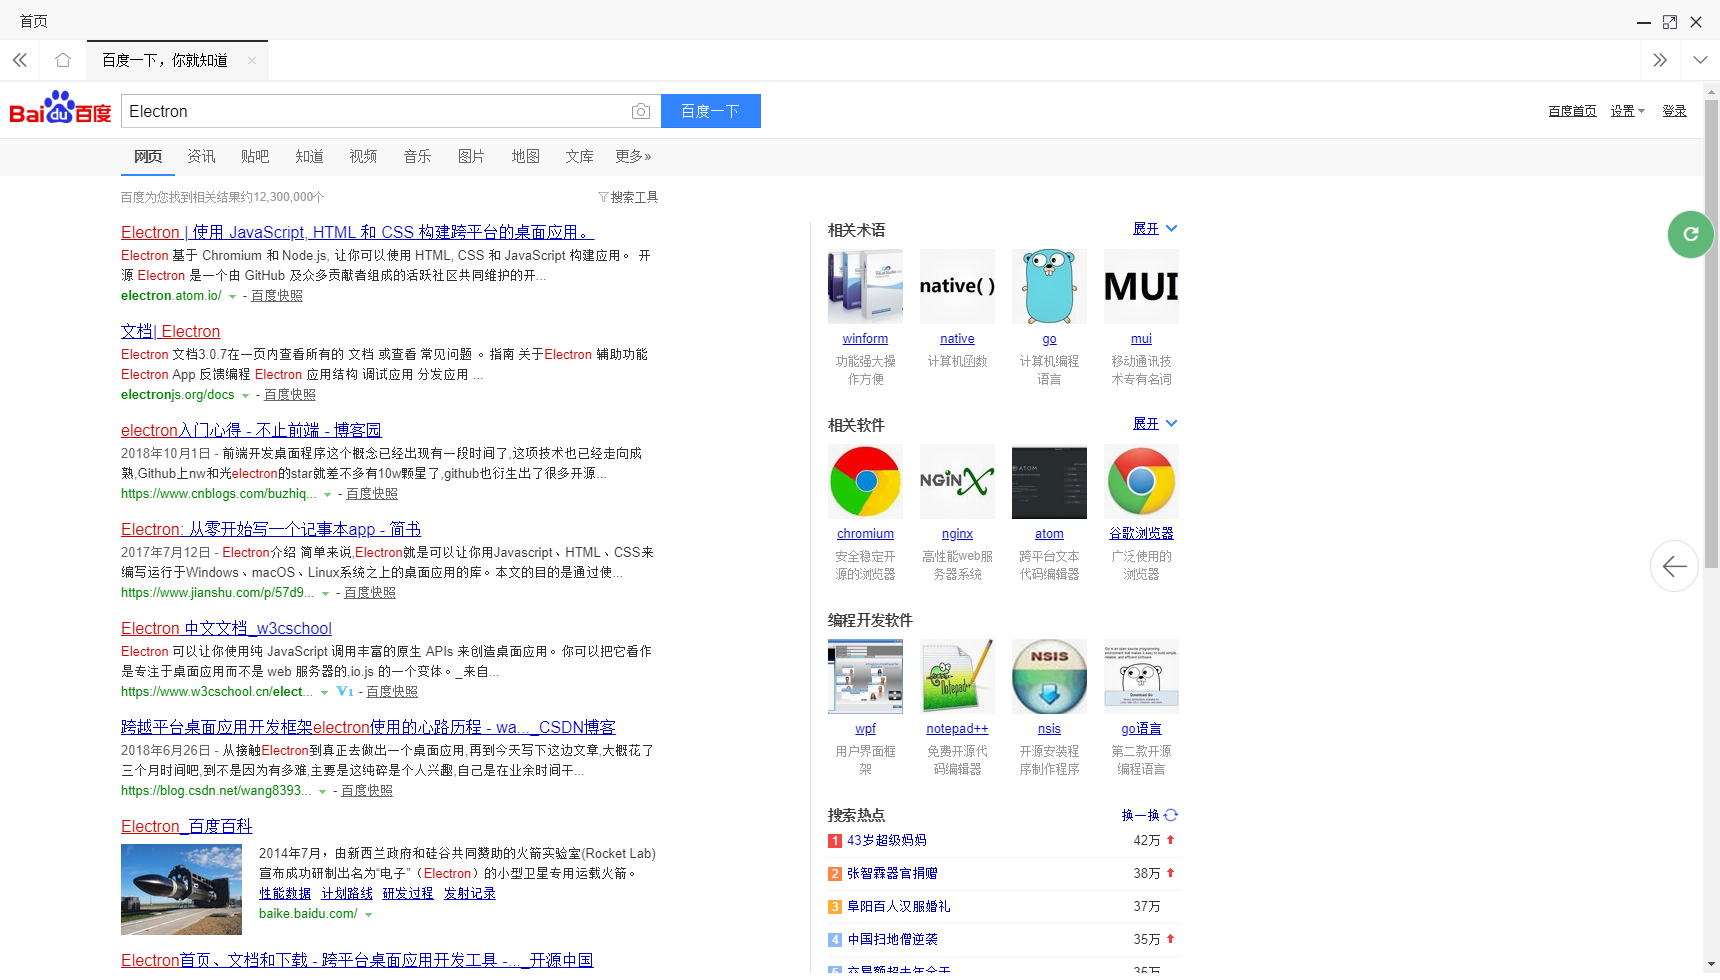 首页
百度一下，你就知道
Baidu百度
Electron
百度一下
百度首页 设置 登录
网页 资讯 贴吧 知道 视频 音乐 图片 地图 文库 更多»
百度为您找到相关结果约12,300,000个
搜索工具
Electron | 使用 JavaScript, HTML 和 CSS 构建跨平台的桌面应用。
Electron 基于 Chromium 和 Node.js, 让你可以使用 HTML, CSS 和 JavaScript 构建应用。 开
源 Electron 是一个由 GitHub 及众多贡献者组成的活跃社区共同维护的开...
electron.atom.io/ - 百度快照
文档| Electron
Electron 文档3.0.7在一页内查看所有的 文档 或查看 常见问题 。指南 关于Electron 辅助功能
Electron App 反馈编程 Electron 应用结构 调试应用 分发应用 ...
electronjs.org/docs - 百度快照
electron入门心得 - 不止前端 - 博客园
2018年10月1日 - 前端开发桌面程序这个概念已经出现有一段时间了,这项技术也已经走向成
熟,Github上nw和光electron的star就差不多有10w颗星了,github也衍生出了很多开源...
https://www.cnblogs.com/buzhiq... - 百度快照
Electron: 从零开始写一个记事本app - 简书
2017年7月12日 - Electron介绍 简单来说,Electron就是可以让你用Javascript、HTML、CSS来
编写运行于Windows、macOS、Linux系统之上的桌面应用的库。本文的目的是通过使...
https://www.jianshu.com/p/57d9... - 百度快照
Electron 中文文档_w3cschool
Electron 可以让你使用纯 JavaScript 调用丰富的原生 APIs 来创造桌面应用。你可以把它看作
是专注于桌面应用而不是 web 服务器的,io.js 的一个变体。_来自...
https://www.w3cschool.cn/elect... V1 - 百度快照
跨越平台桌面应用开发框架electron使用的心路历程 - wa..._CSDN博客
2018年6月26日 - 从接触Electron到真正去做出一个桌面应用,再到今天写下这边文章,大概花了
三个月时间吧,到不是因为有多难,主要是这纯碎是个人兴趣,自己是在业余时间干...
https://blog.csdn.net/wang8393... - 百度快照
Electron_百度百科
2014年7月，由新西兰政府和硅谷共同赞助的火箭实验室(Rocket Lab)
宣布成功研制出名为“电子”（Electron）的小型卫星专用运载火箭。
性能数据 计划路线 研发过程 发射记录
baike.baidu.com/
Electron首页、文档和下载 - 跨平台桌面应用开发工具 -..._开源中国
相关术语 展开
native( ) MUI
winform native go mui
功能强大操 计算机函数 计算机编程 移动通讯技
作方便 语言 术专有名词
相关软件 展开
NGINX ATOM
chromium nginx atom 谷歌浏览器
安全稳定开 高性能web服 跨平台文本 广泛使用的
源的浏览器 务器系统 代码编辑器 浏览器
编程开发软件
Notepad++ NSIS
Download Go
wpf notepad++ nsis go语言
用户界面框 免费开源代 开源安装程 第二款开源
架 码编辑器 序制作程序 编程语言
搜索热点 换一换
1 43岁超级妈妈 42万
2 张智霖器官捐赠 38万
3 阜阳百人汉服婚礼 37万
4 中国扫地僧逆袭 35万